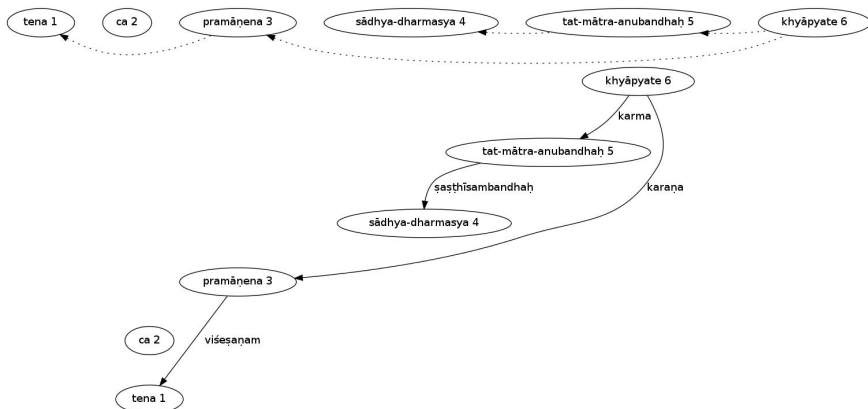 tena 1 ca 2 pramāṇena 3 sādhya-dharmasya 4 tat-mātra-anubandhaḥ 5 khyāpyate 6
khyāpyate 6
karma
tat-mātra-anubandhaḥ 5
ṣaṣṭhīsambandhaḥ karaṇa
sādhya-dharmasya 4
pramāṇena 3
ca 2 viśeṣaṇam
tena 1